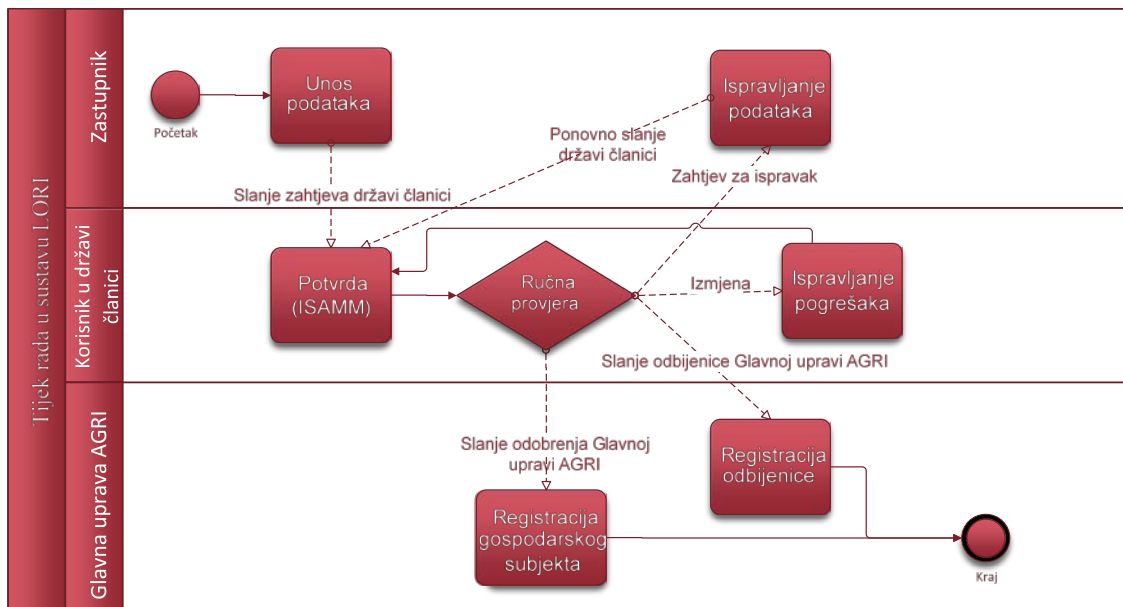 Tijek rada u sustavu LORI
Zastupnik
Početak
Unos
podataka
Ispravljanje
podataka
Ponovno slanje
državi članici
Zahtjev za ispravak
Slanje zahtjeva državi članici
Korisnik u državi
članici
Potvrda
(ISAMM)
Ručna
provjera
Izmjena
Ispravljanje
pogrešaka
Slanje odbijenice Glavnoj upravi AGRI
Glavna uprava AGRI
Slanje odobrenja Glavnoj
upravi AGRI
Registracija
odbijenice
Registracija
gospodarskog
subjekta
Kraj